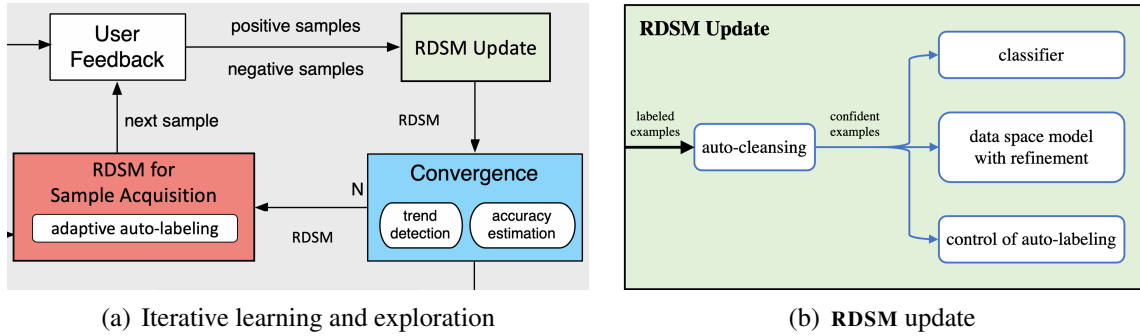 User
Feedback
positive samples
negative samples
RDSM Update
next sample
RDSM
RDSM for
Sample Acquisition
adaptive auto-labeling
N
RDSM
Convergence
trend
detection
accuracy
estimation
(a) Iterative learning and exploration
RDSM Update
labeled
examples
auto-cleansing
confident
examples
classifier
data space model
with refinement
control of auto-labeling
(b) RDSM update